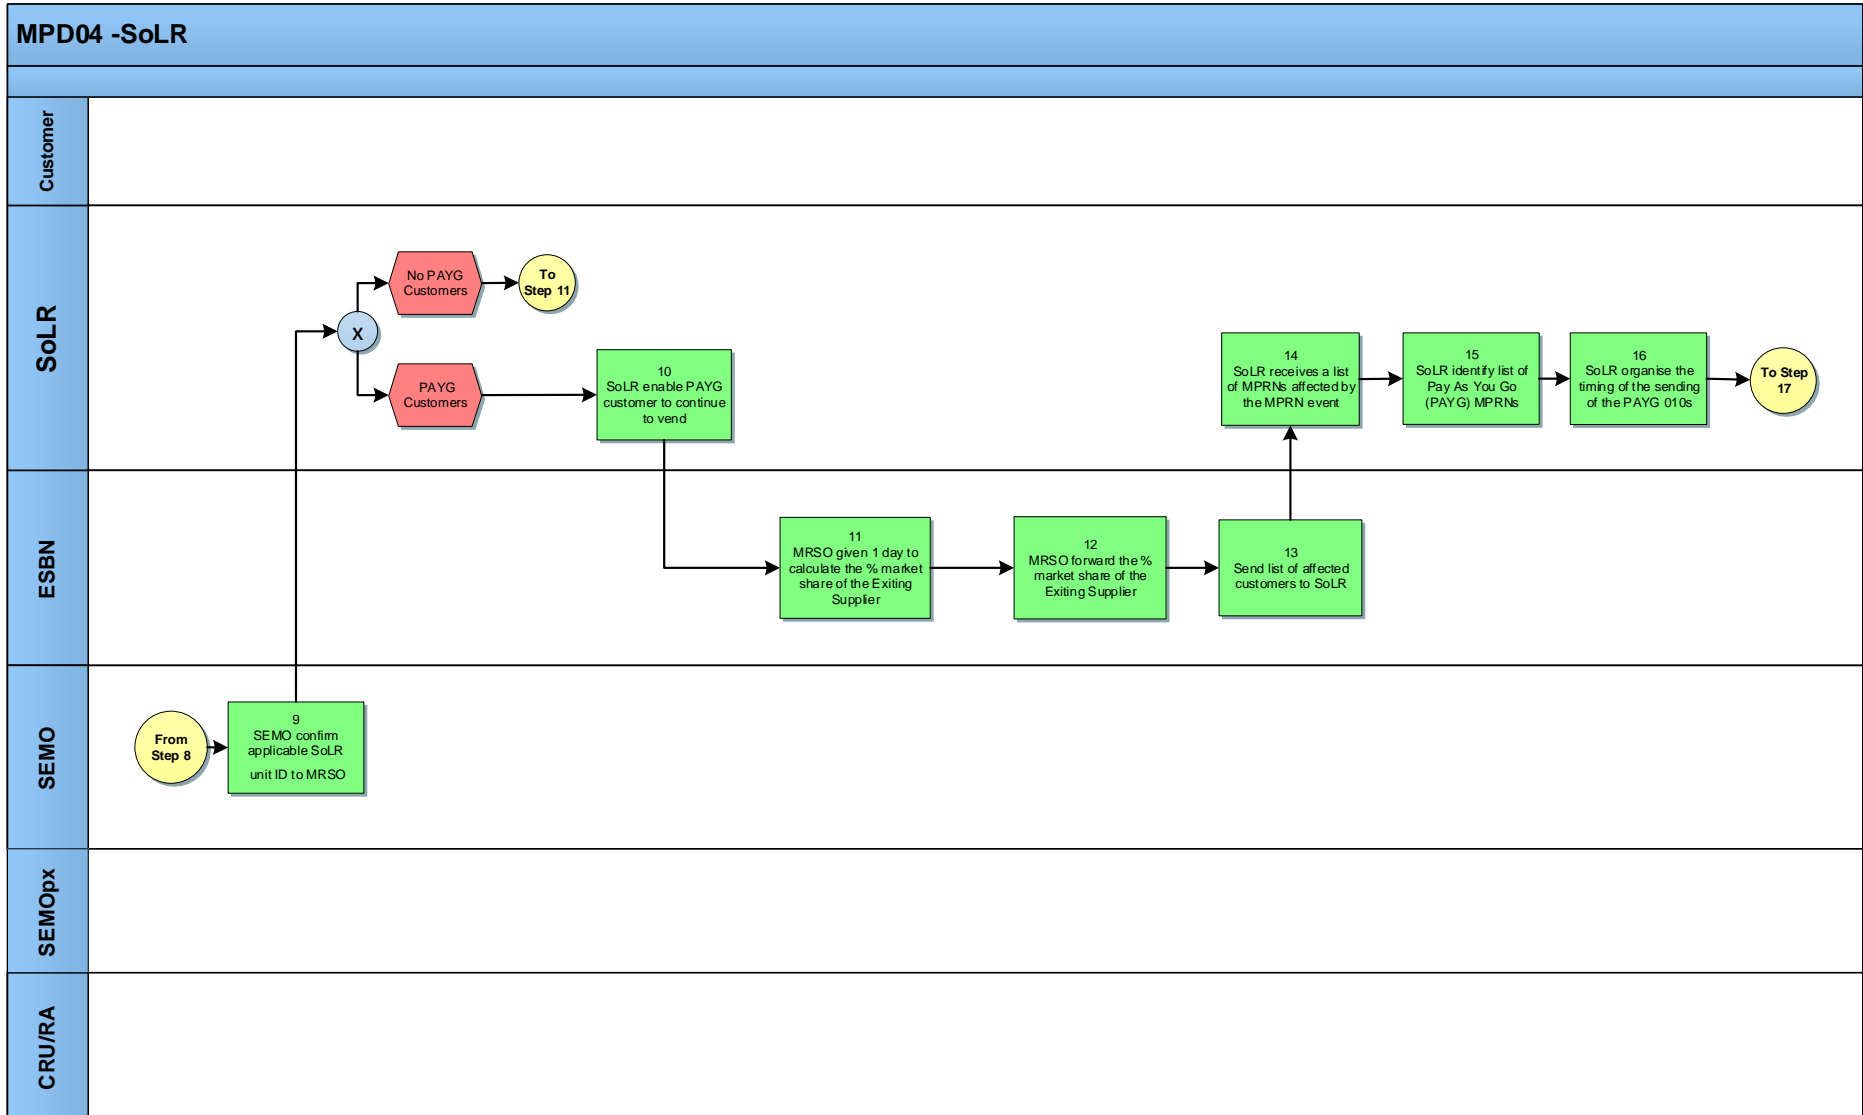 MPD04 -SoLR
Customer
SoLR
No PAYG
Customers
To
Step 11
X
PAYG
Customers
10
SoLR enable PAYG
customer to continue
to vend
14
SoLR receives a list
of MPRNs affected by
the MPRN event
15
SoLR identify list of
Pay As You Go
(PAYG) MPRNs
16
SoLR organise the
timing of the sending
of the PAYG 010s
To Step
17
ESBN
11
MRSO given 1 day to
calculate the % market
share of the Exiting
Supplier
12
MRSO forward the %
market share of the
Exiting Supplier
13
Send list of affected
customers to SoLR
SEMO
From
Step 8
9
SEMO confirm
applicable SoLR
unit ID to MRSO
SEMOpx
CRU/RA